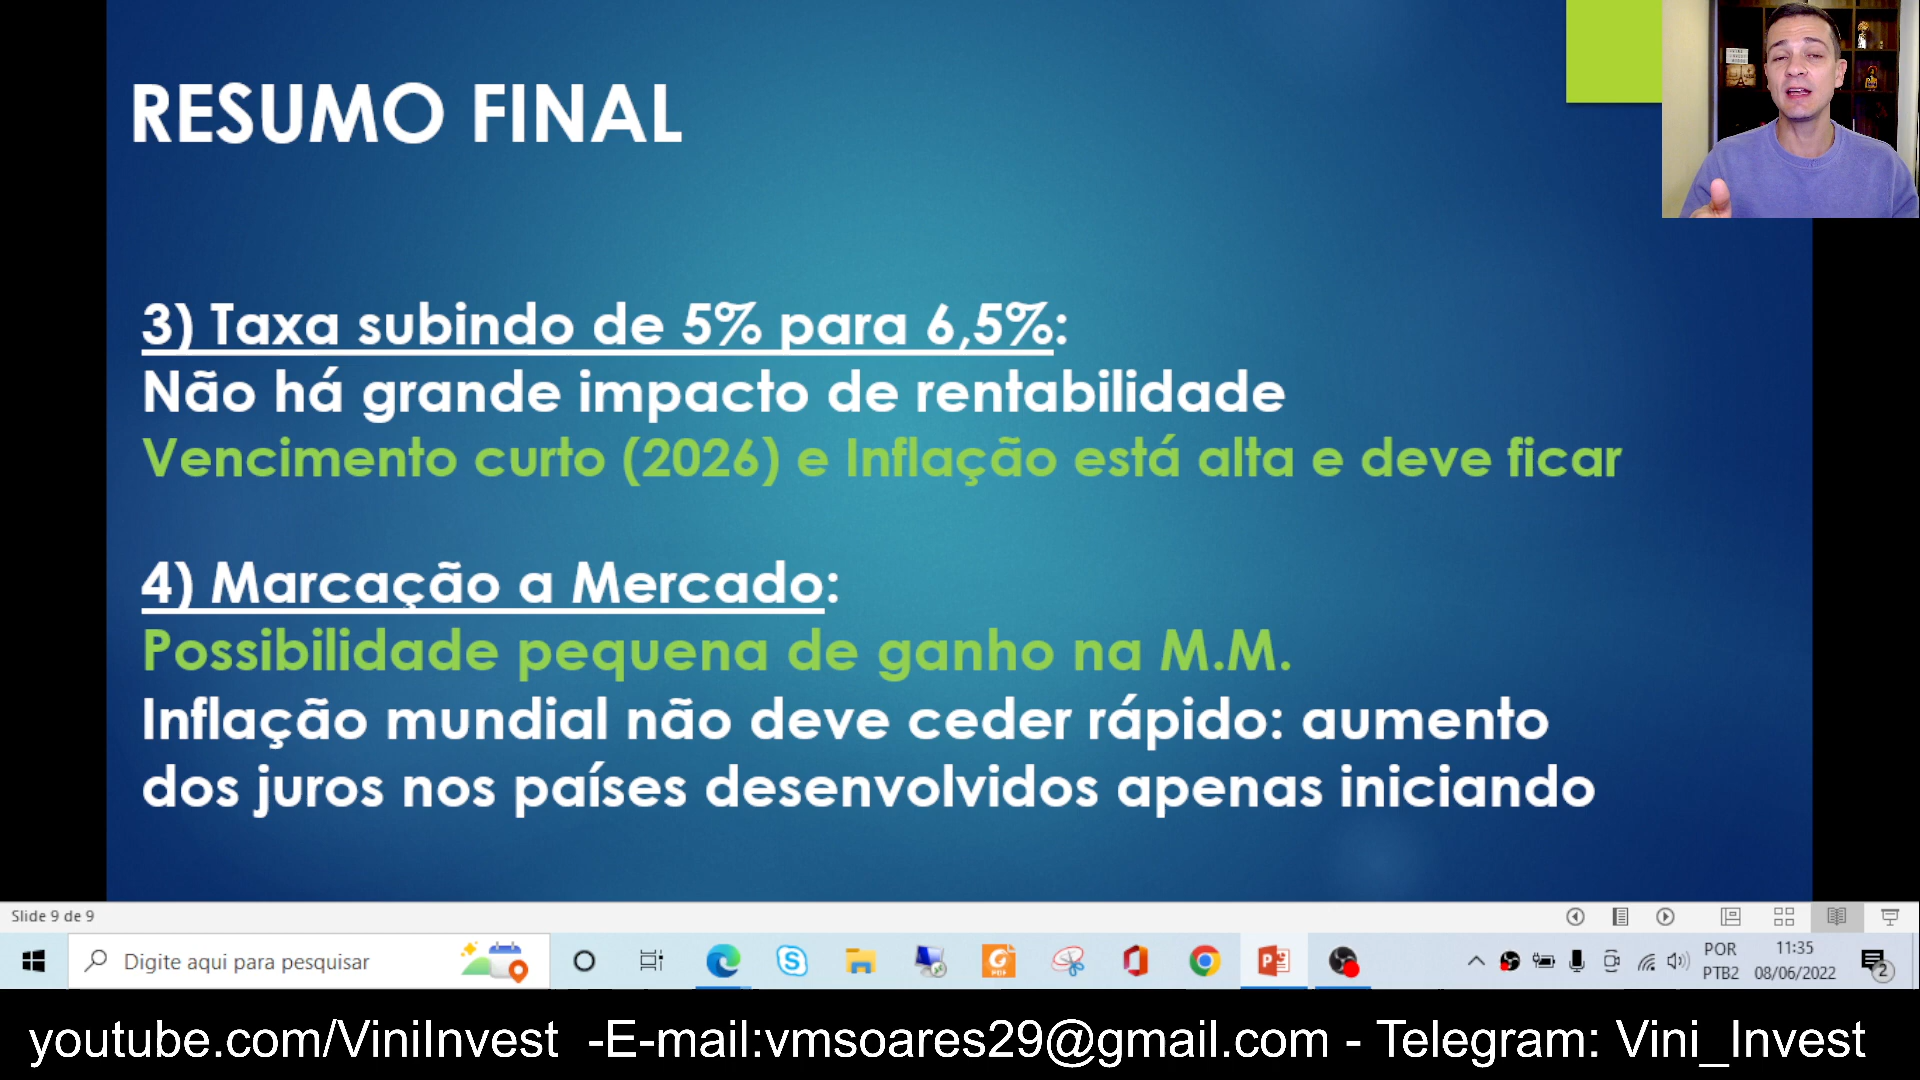 RESUMO FINAL
3) Taxa subindo de 5% para 6,5%:
Não há grande impacto de rentabilidade
Vencimento curto (2026) e Inflação está alta e deve ficar
4) Marcação a Mercado:
Possibilidade pequena de ganho na M.M.
Inflação mundial não deve ceder rápido: aumento
dos juros nos países desenvolvidos apenas iniciando
Slide 9 de 9
Digite aqui para pesquisar
POR
PTB2
11:35
08/06/2022
2
youtube.com/ViniInvest -E-mail:vmsoares29@gmail.com - Telegram: Vini_Invest